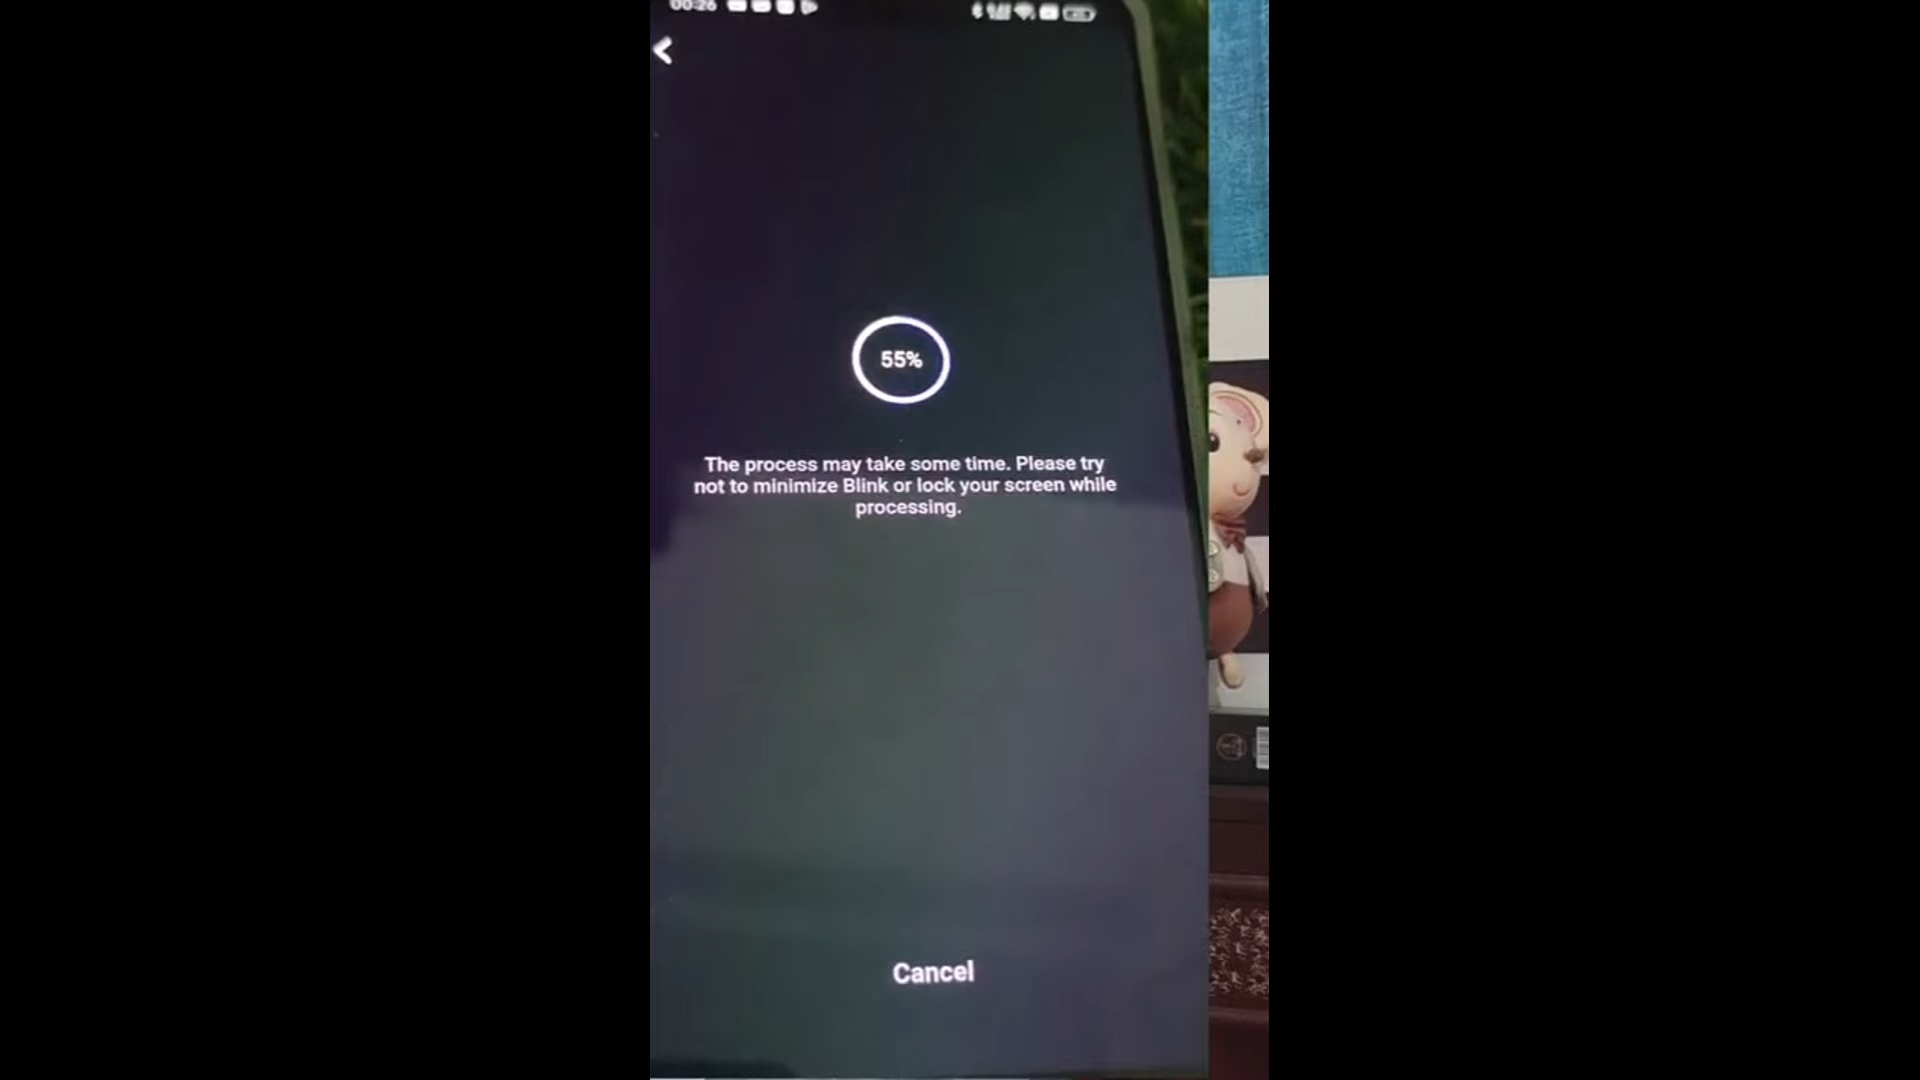 00:26
55%
The process may take some time. Please try
not to minimize Blink or lock your screen while
processing.
Cancel